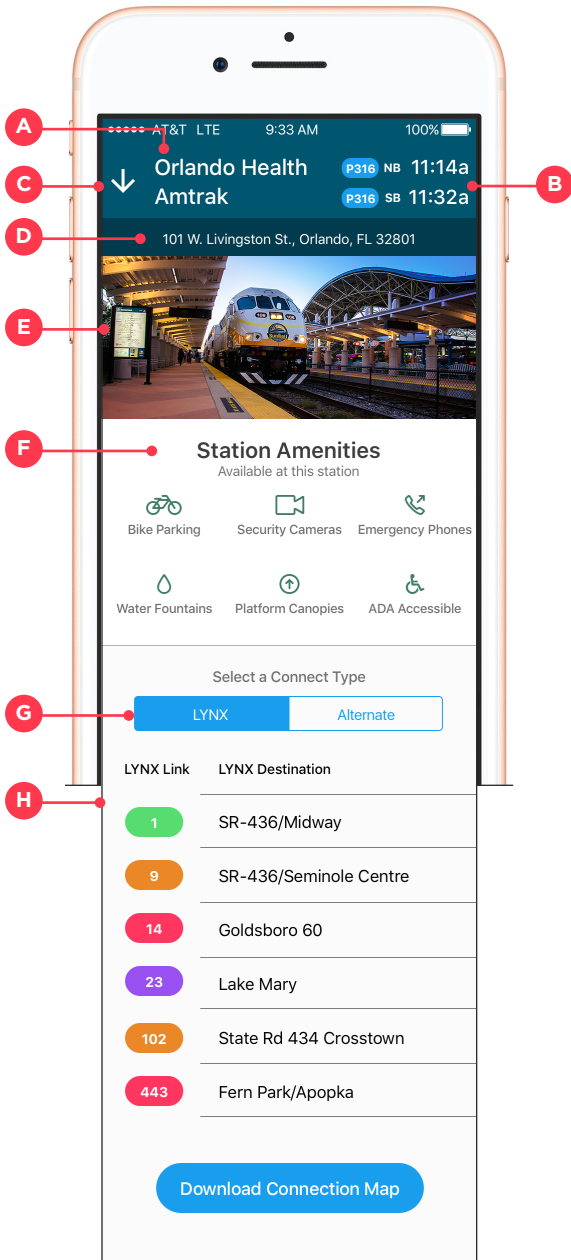 A
AT&T LTE 9:33 AM 100%
C
Orlando Health P316 NB 11:14a
B
Amtrak P316 SB 11:32a
D
101 W. Livingston St., Orlando, FL 32801
E
F
Station Amenities
Available at this station
Bike Parking Security Cameras Emergency Phones
Water Fountains Platform Canopies ADA Accessible
Select a Connect Type
G
LYNX Alternate
LYNX Link LYNX Destination
H
1 SR-436/Midway
9 SR-436/Seminole Centre
14 Goldsboro 60
23 Lake Mary
102 State Rd 434 Crosstown
443 Fern Park/Apopka
Download Connection Map